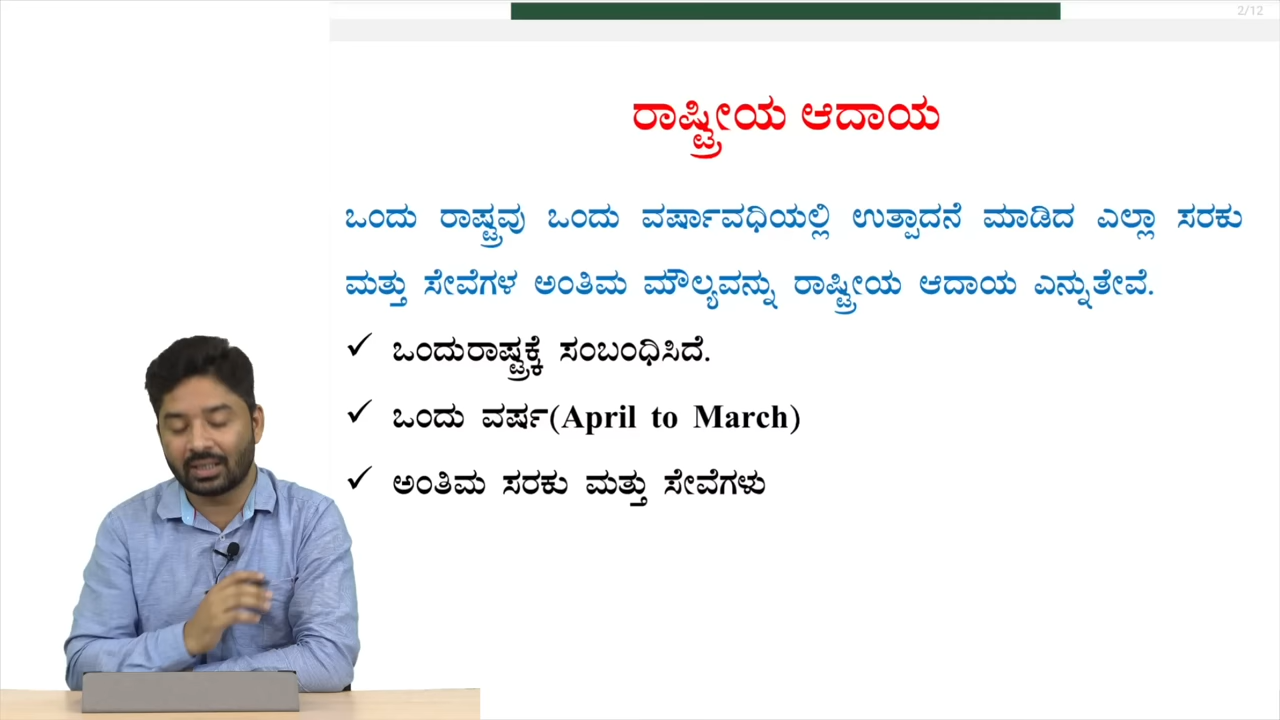 2/12
ರಾಷ್ಟ್ರೀಯ ಆದಾಯ
ಒಂದು ರಾಷ್ಟ್ರವು ಒಂದು ವರ್ಷಾವಧಿಯಲ್ಲಿ ಉತ್ಪಾದನೆ ಮಾಡಿದ ಎಲ್ಲಾ ಸರಕು
ಮತ್ತು ಸೇವೆಗಳ ಅಂತಿಮ ಮೌಲ್ಯವನ್ನು ರಾಷ್ಟ್ರೀಯ ಆದಾಯ ಎನ್ನುತೇವೆ.
✓ ಒಂದುರಾಷ್ಟ್ರಕ್ಕೆ ಸಂಬಂಧಿಸಿದೆ.
✓ ಒಂದು ವರ್ಷ(April to March)
✓ ಅಂತಿಮ ಸರಕು ಮತ್ತು ಸೇವೆಗಳು